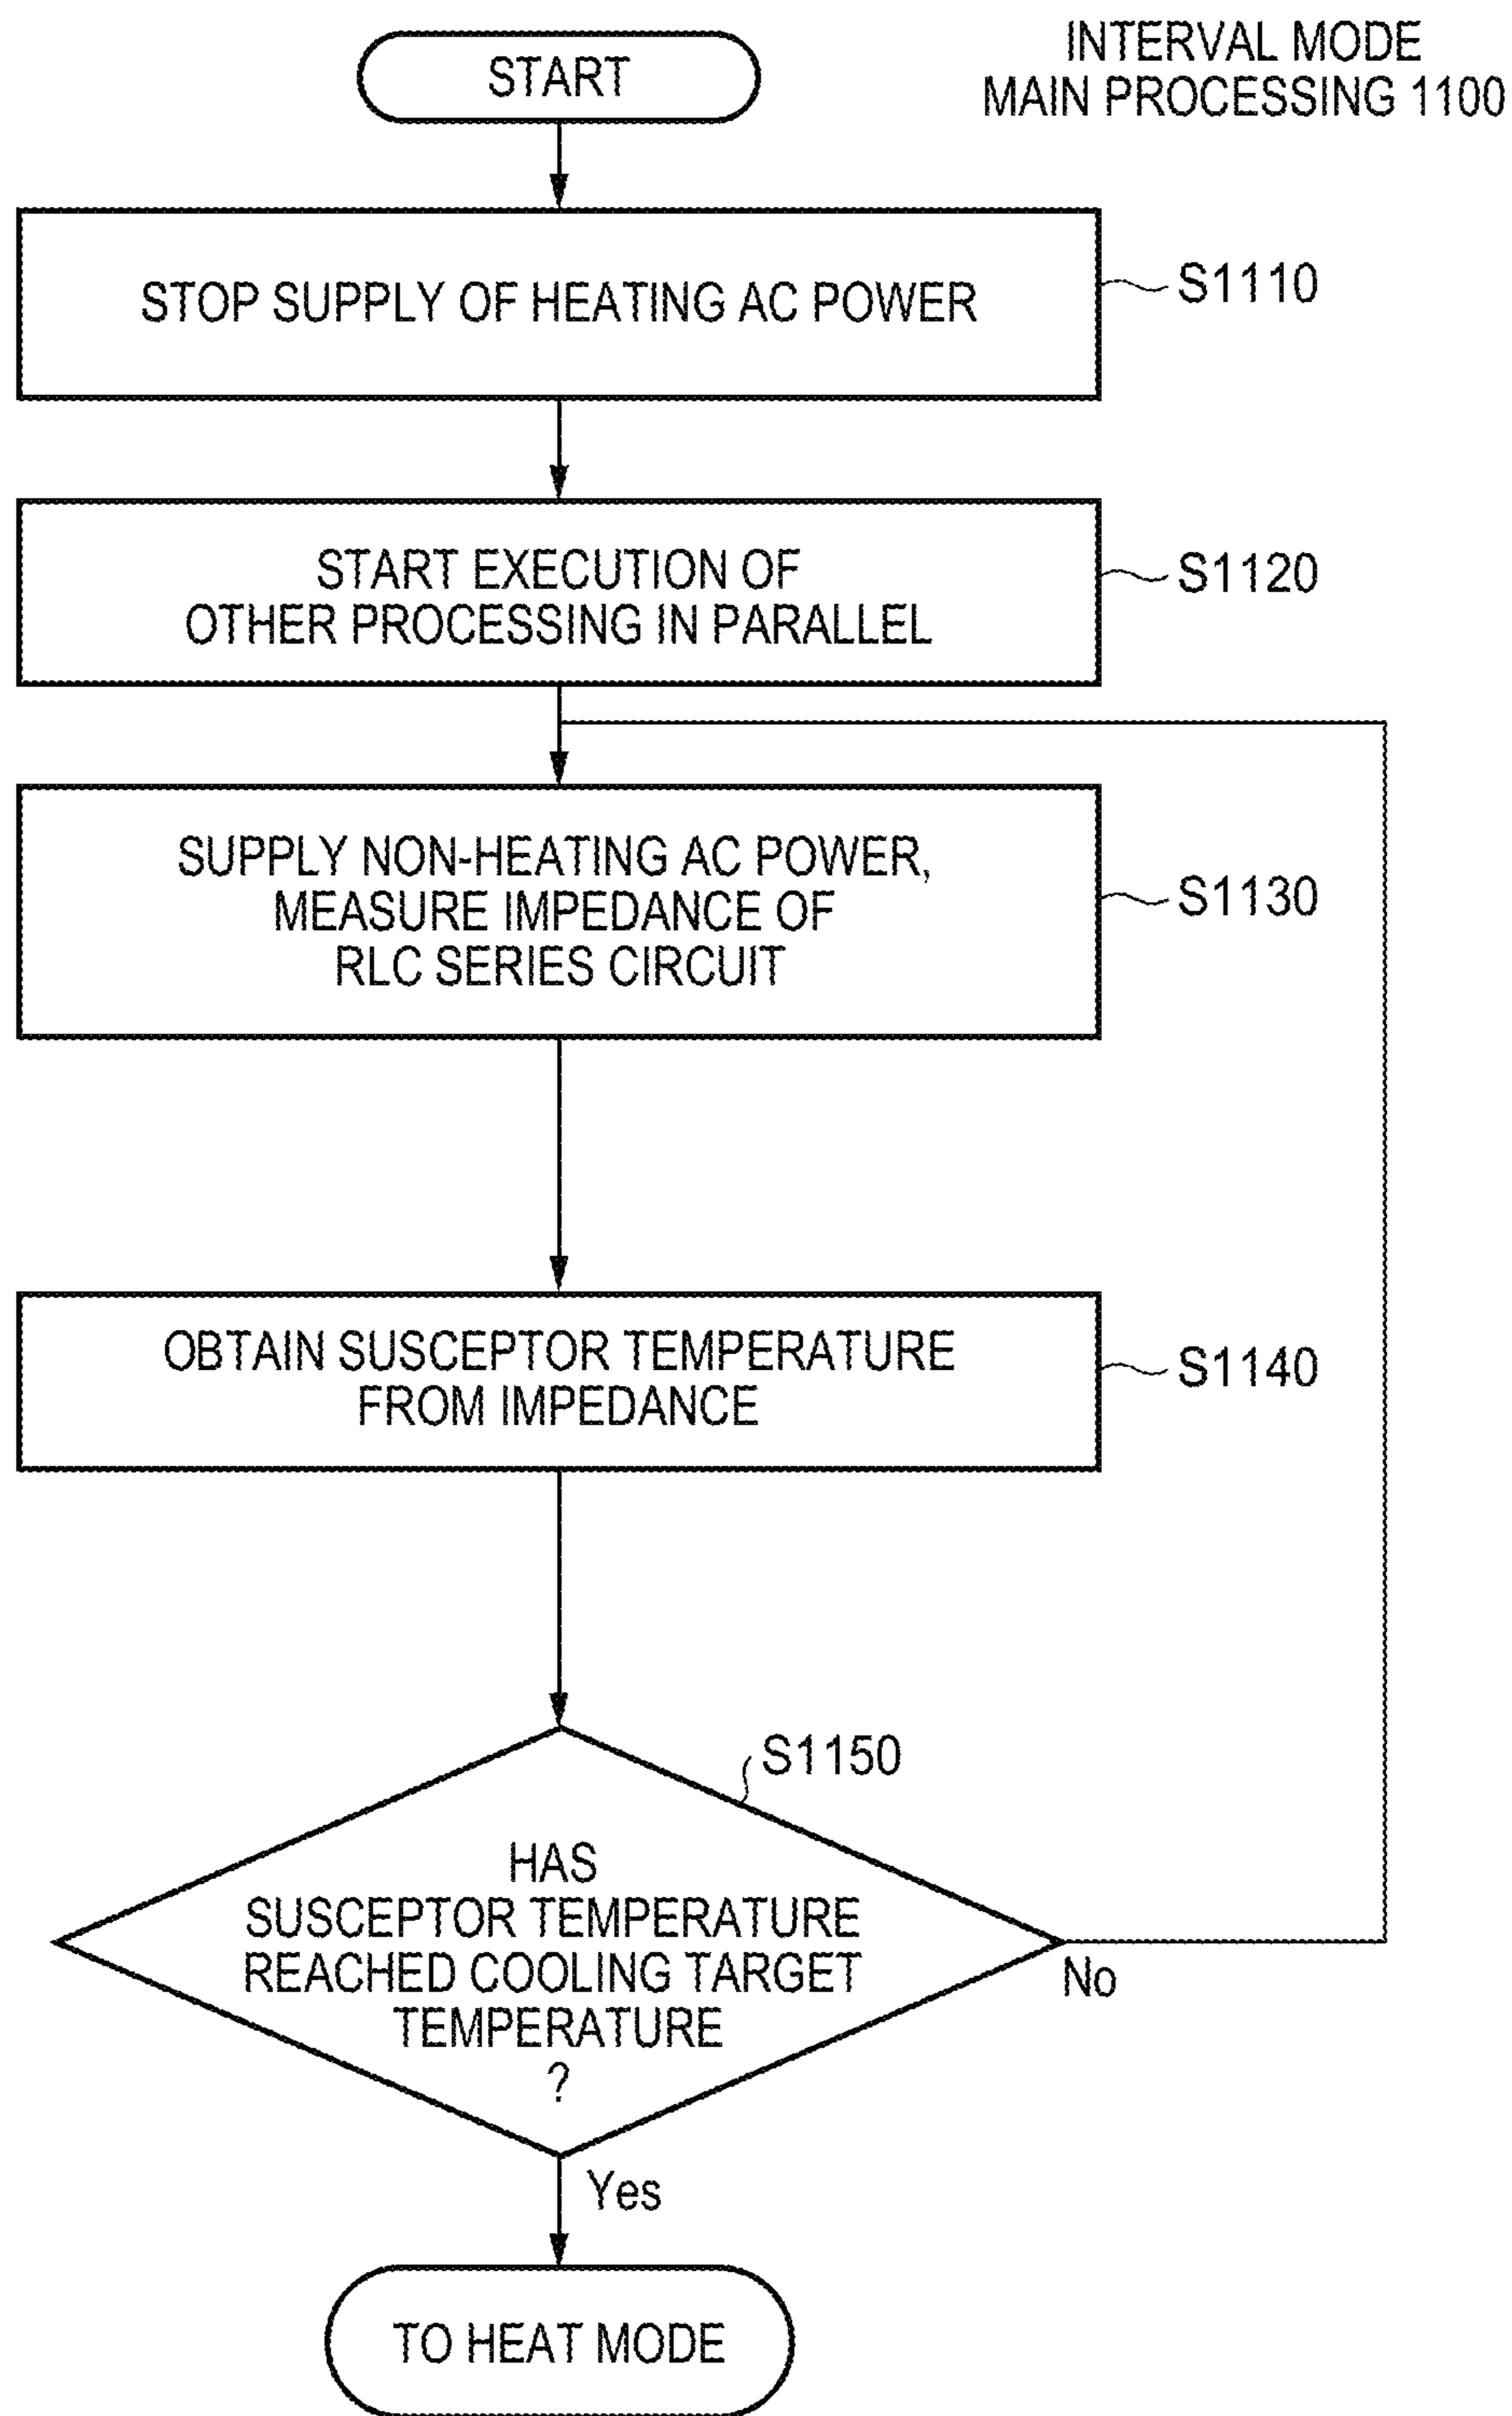 INTERVAL MODE
MAIN PROCESSING 1100
START
STOP SUPPLY OF HEATING AC POWER
S1110
START EXECUTION OF
OTHER PROCESSING IN PARALLEL
S1120
SUPPLY NON-HEATING AC POWER,
MEASURE IMPEDANCE OF
RLC SERIES CIRCUIT
S1130
OBTAIN SUSCEPTOR TEMPERATURE
FROM IMPEDANCE
S1140
S1150
HAS
SUSCEPTOR TEMPERATURE
REACHED COOLING TARGET
TEMPERATURE
?
No
Yes
TO HEAT MODE